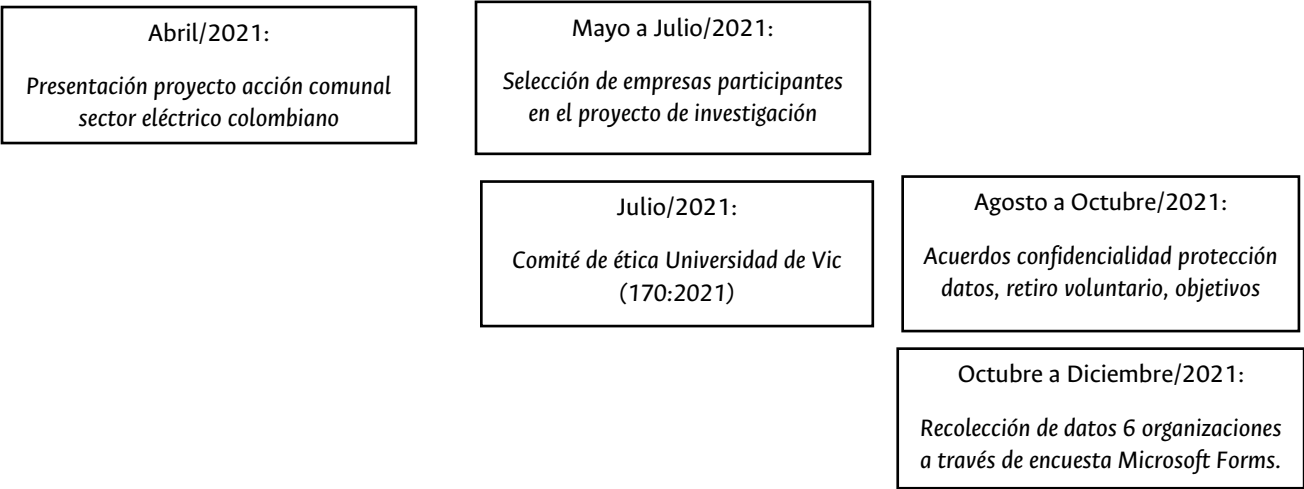 Abril/2021:
Presentación proyecto acción comunal
sector eléctrico colombiano
Mayo a Julio/2021:
Selección de empresas participantes
en el proyecto de investigación
Julio/2021:
Comité de ética Universidad de Vic
(170:2021)
Agosto a Octubre/2021:
Acuerdos confidencialidad protección
datos, retiro voluntario, objetivos
Octubre a Diciembre/2021:
Recolección de datos 6 organizaciones
a través de encuesta Microsoft Forms.